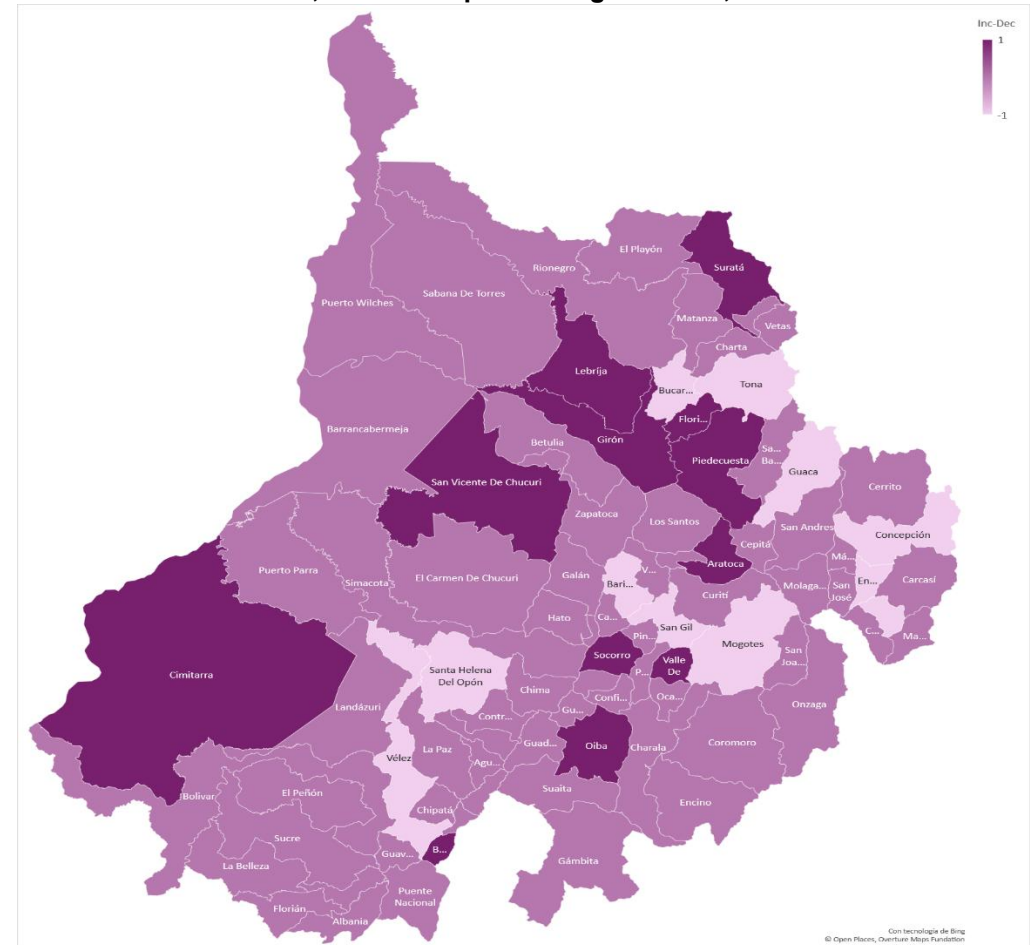 Inc-Dec
1
-1
El Playón
Suratá
Rionegro
Sabana De Torres
Puerto Wilches
Matanza
Vetas
Charta
Lebríja
Bucar...
Tona
Flori...
Barrancabermeja
Betulia
Girón
Piedecuesta
Sa...
Ba...
Guaca
San Vicente De Chucuri
Cerrito
Zapatoca
Los Santos
San Andres
Concepción
Cepitá
Má...
Aratoca
Puerto Parra
Simacota
El Carmen De Chucuri
Galán
Bari...
V...
Curití
Molaga...
San
José
En...
Carcasí
Hato
Ca...
San Gil
Mogotes
C...
Ma...
Pin...
Socorro
Valle
De
San
Joa...
Cimitarra
Santa Helena
Del Opón
P...
Chima
Confi...
Oca...
Onzaga
Landázuri
Gu...
Contr...
Oiba
Guad...
Charala
Coromoro
La Paz
Vélez
Agu...
Suaita
Bolívar
El Peñón
Chipatá
Encino
Sucre
B...
Guav...
La Belleza
Gámbita
Puente
Nacional
Florián
Albania
Con tecnología de Bing
© Open Places, Overture Maps Fundation